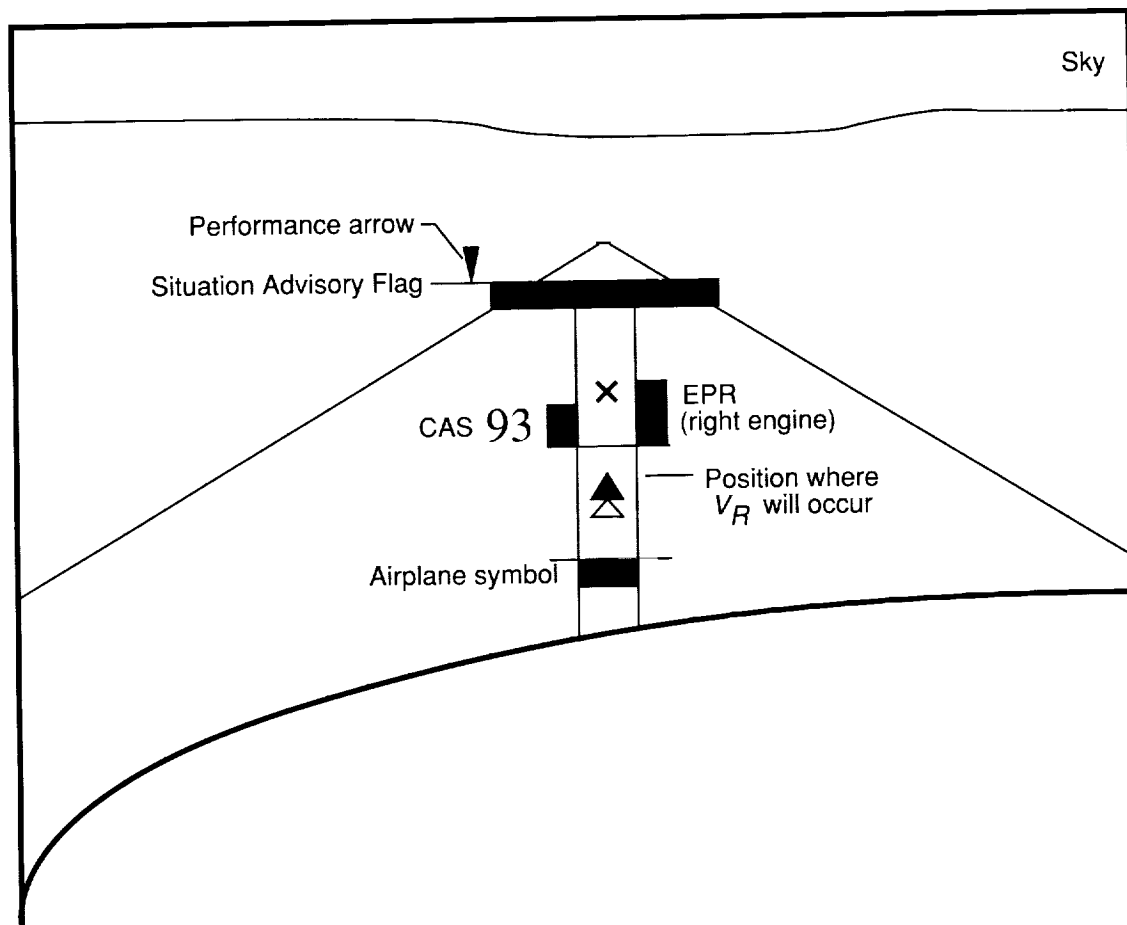 Sky
Performance arrow
Situation Advisory Flag
CAS 93
EPR
(right engine)
Position where
V_R will occur
Airplane symbol